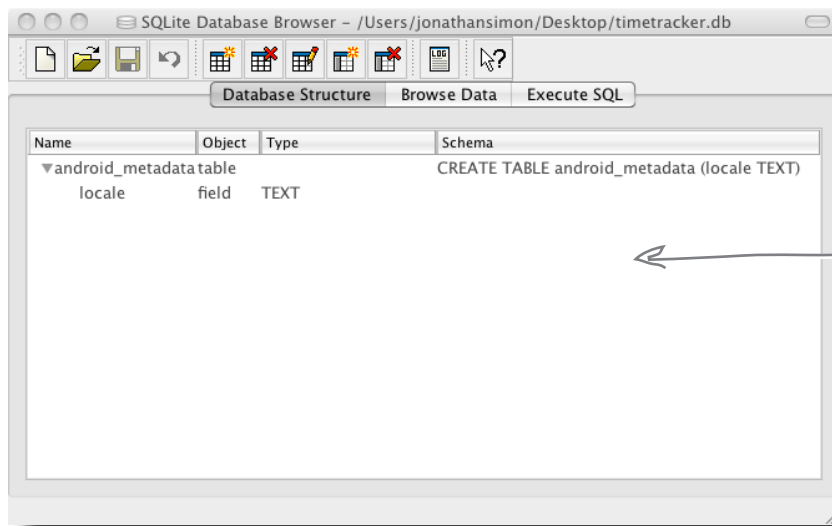 SQLite Database Browser – /Users/jonathansimon/Desktop/timetracker.db
LOG
?
Database Structure Browse Data Execute SQL
Name Object Type Schema
android_metadata table CREATE TABLE android_metadata (locale TEXT)
locale field TEXT